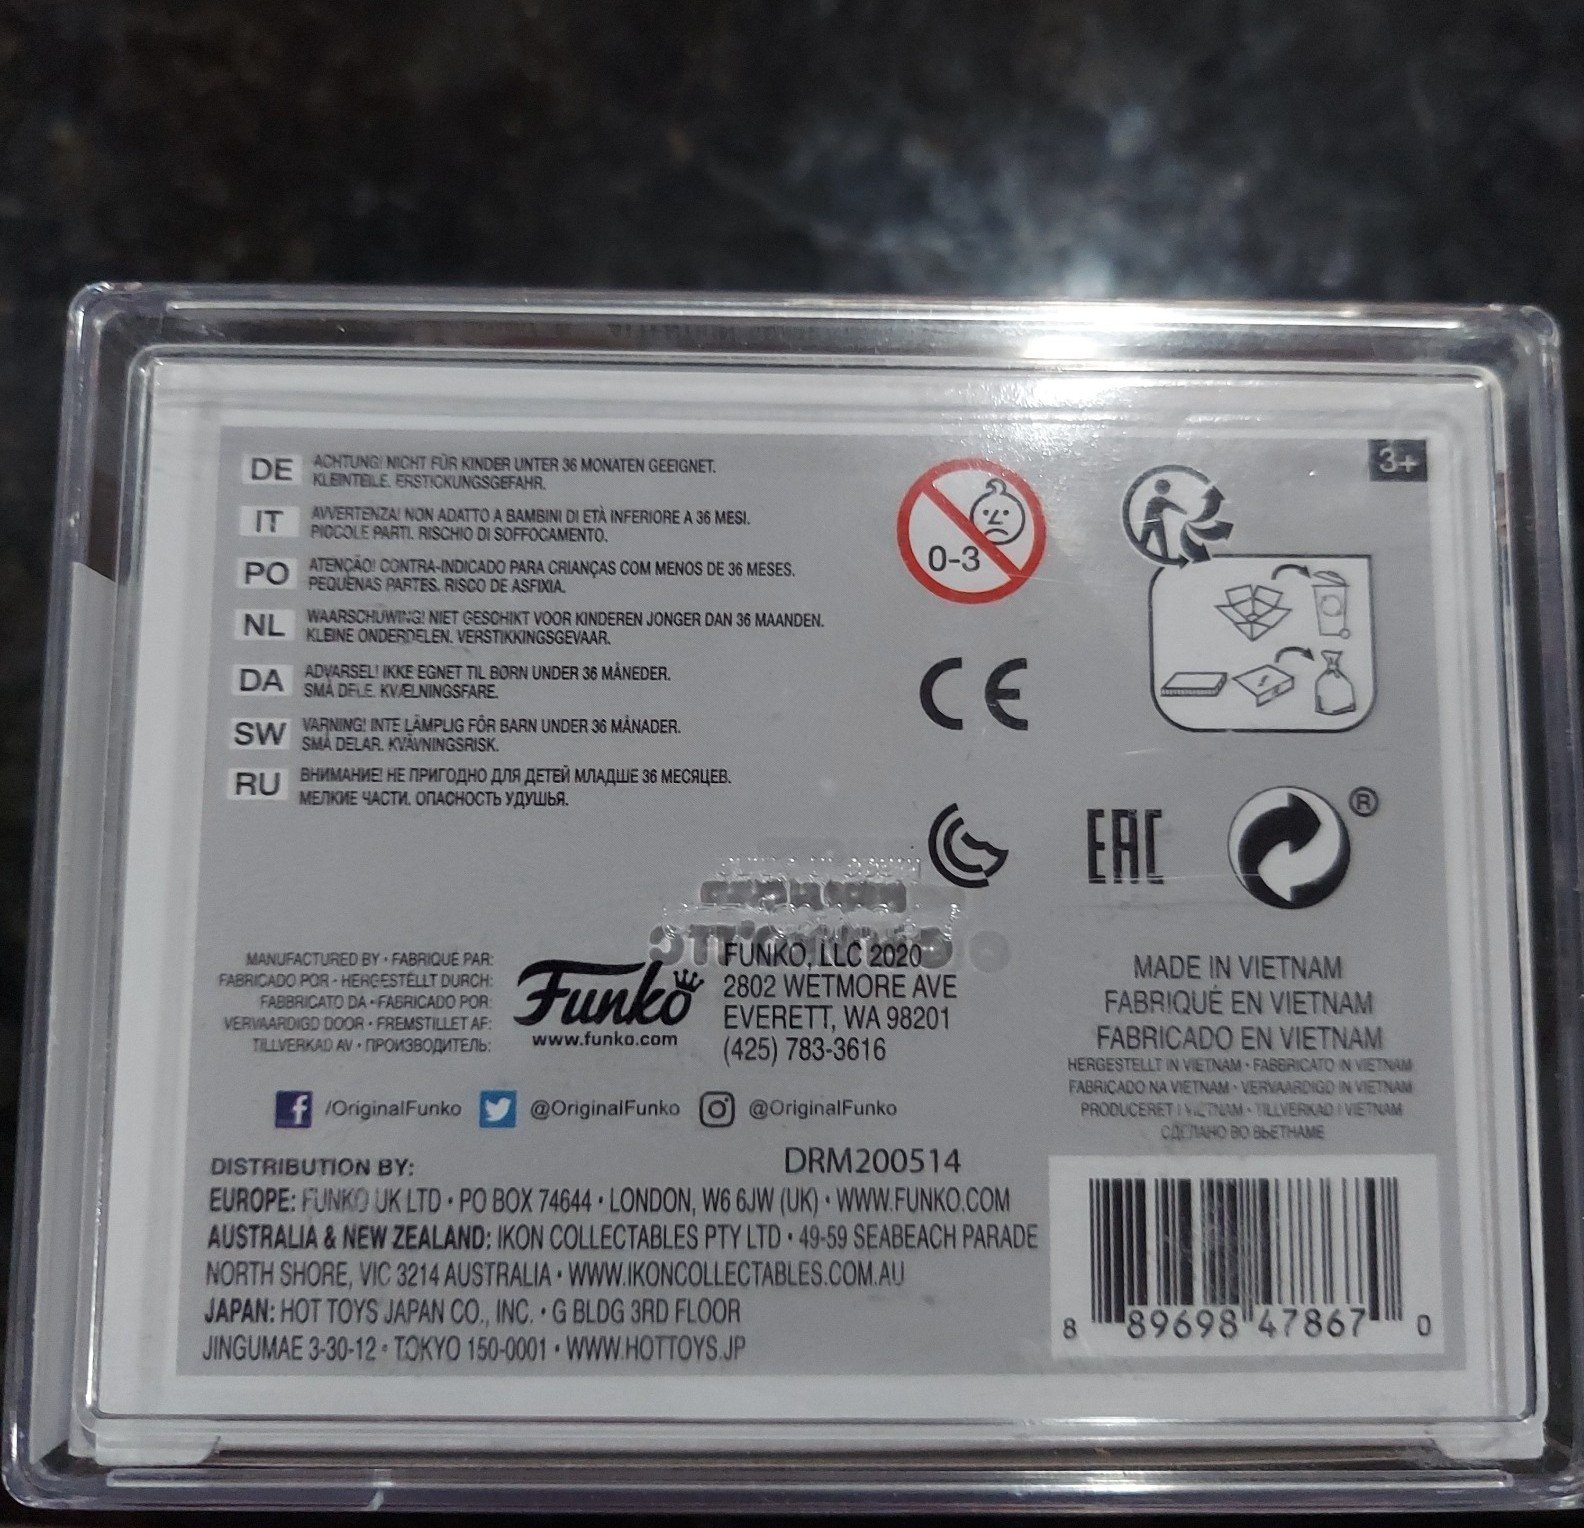 DE ACHTUNG! NICHT FÜR KINDER UNTER 36 MONATEN GEEIGNET.
KLEINTEILE. ERSTICKUNGSGEFAHR.
IT AVVERTENZA! NON ADATTO A BAMBINI DI ETÀ INFERIORE A 36 MESI.
PICCOLE PARTI. RISCHIO DI SOFFOCAMENTO.
PO ATENÇÃO! CONTRA-INDICADO PARA CRIANÇAS COM MENOS DE 36 MESES.
PEQUENAS PARTES. RISCO DE ASFIXIA.
NL WAARSCHUWING! NIET GESCHIKT VOOR KINDEREN JONGER DAN 36 MAANDEN.
KLEINE ONDERDELEN. VERSTIKKINGSGEVAAR.
DA ADVARSEL! IKKE EGNET TIL BØRN UNDER 36 MÅNEDER.
SMÅ DELE. KVÆLNINGSFARE.
SW VARNING! INTE LÄMPLIG FÖR BARN UNDER 36 MÅNADER.
SMÅ DELAR. KVÄVNINGSRISK.
RU ВНИМАНИЕ! НЕ ПРИГОДНО ДЛЯ ДЕТЕЙ МЛАДШЕ 36 МЕСЯЦЕВ.
МЕЛКИЕ ЧАСТИ. ОПАСНОСТЬ УДУШЬЯ.
0-3
3+
CE
EAC
®
MANUFACTURED BY • FABRIQUÉ PAR:
FABRICADO POR • HERGESTELLT DURCH:
FABBRICATO DA • FABRICADO POR:
VERVAARDIGD DOOR • FREMSTILLET AF:
TILLVERKAD AV • ПРОИЗВОДИТЕЛЬ:
Funko
www.funko.com
FUNKO, LLC 2020
2802 WETMORE AVE
EVERETT, WA 98201
(425) 783-3616
MADE IN VIETNAM
FABRIQUÉ EN VIETNAM
FABRICADO EN VIETNAM
HERGESTELLT IN VIETNAM • FABBRICATO IN VIETNAM
FABRICADO NA VIETNAM • VERVAARDIGD IN VIETNAM
PRODUCERET I VIETNAM • TILLVERKAD I VIETNAM
СДЕЛАНО ВО ВЬЕТНАМЕ
/OriginalFunko @OriginalFunko @OriginalFunko
DISTRIBUTION BY: DRM200514
EUROPE: FUNKO UK LTD • PO BOX 74644 • LONDON, W6 6JW (UK) • WWW.FUNKO.COM
AUSTRALIA & NEW ZEALAND: IKON COLLECTABLES PTY LTD • 49-59 SEABEACH PARADE
NORTH SHORE, VIC 3214 AUSTRALIA • WWW.IKONCOLLECTABLES.COM.AU
JAPAN: HOT TOYS JAPAN CO., INC. • G BLDG 3RD FLOOR
JINGUMAE 3-30-12 • TOKYO 150-0001 • WWW.HOTTOYS.JP
8 89698 47867 0